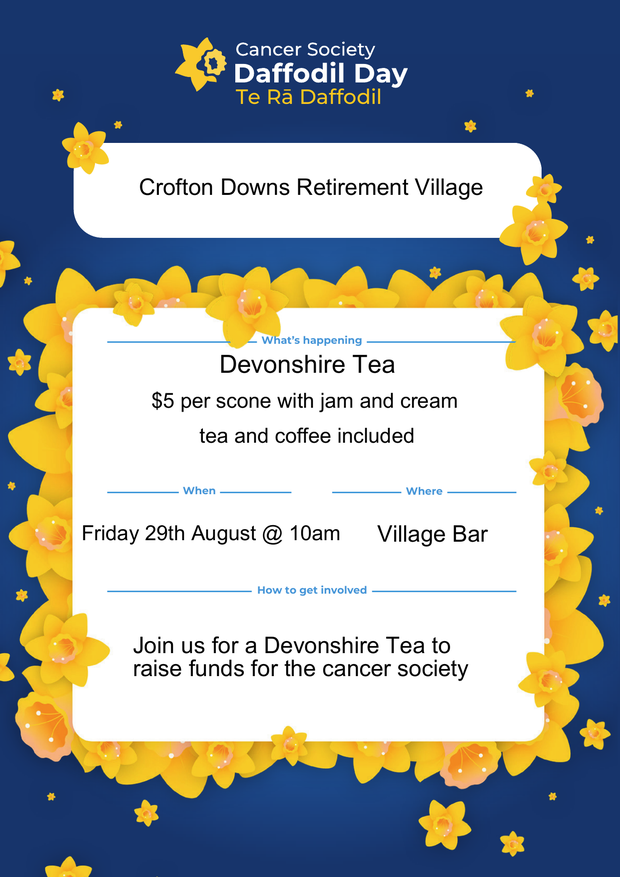 Cancer Society
Daffodil Day
Te Rā Daffodil
Crofton Downs Retirement Village
What's happening
Devonshire Tea
$5 per scone with jam and cream
tea and coffee included
When
Friday 29th August @ 10am
Where
Village Bar
How to get involved
Join us for a Devonshire Tea to
raise funds for the cancer society